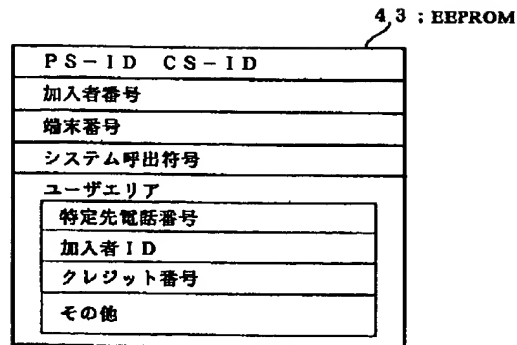 43 ; EEPROM
PS-ID CS-ID
加入者番号
端末番号
システム呼出符号
ユーザエリア
特定先電話番号
加入者ID
クレジット番号
その他